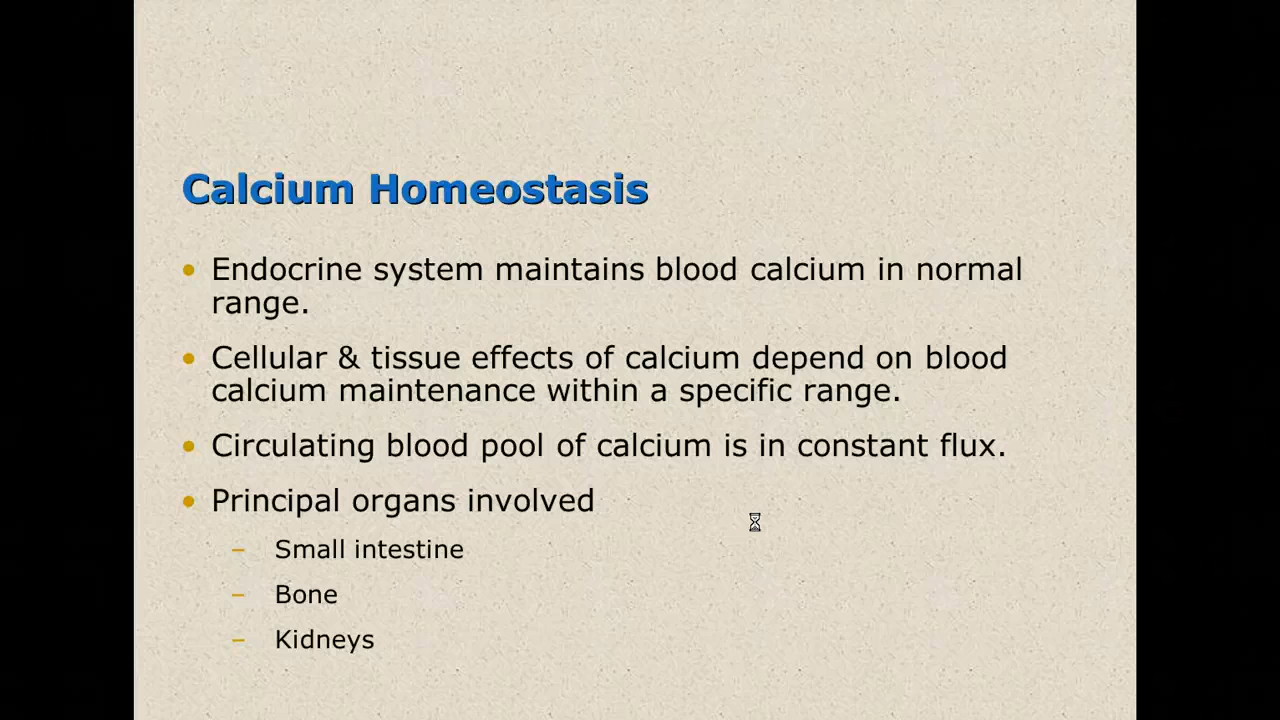 Calcium Homeostasis
• Endocrine system maintains blood calcium in normal
range.
• Cellular & tissue effects of calcium depend on blood
calcium maintenance within a specific range.
• Circulating blood pool of calcium is in constant flux.
• Principal organs involved
– Small intestine
– Bone
– Kidneys